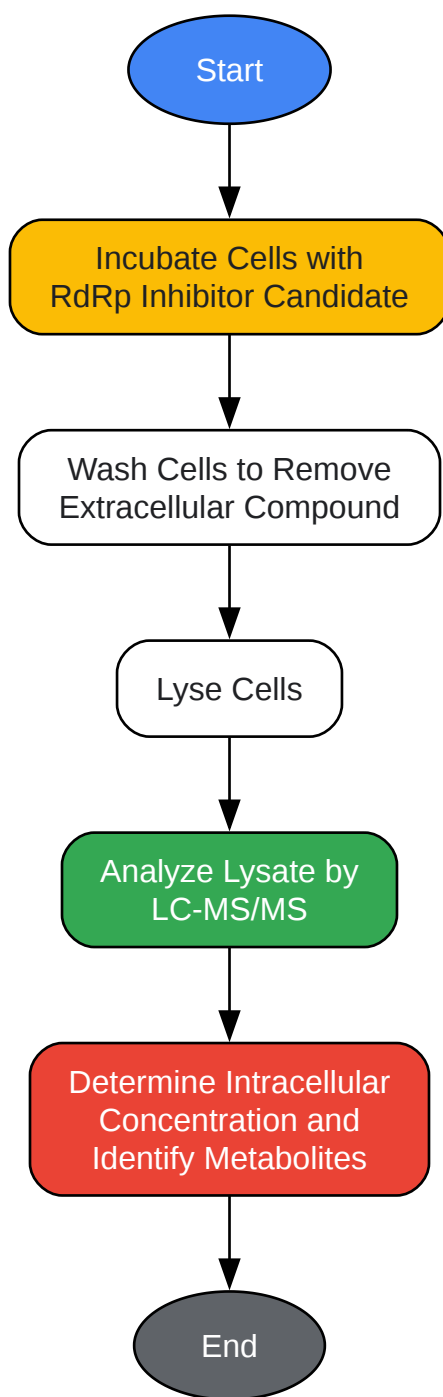 Start
Incubate Cells with
RdRp Inhibitor Candidate
Wash Cells to Remove
Extracellular Compound
Lyse Cells
Analyze Lysate by
LC-MS/MS
Determine Intracellular
Concentration and
Identify Metabolites
End